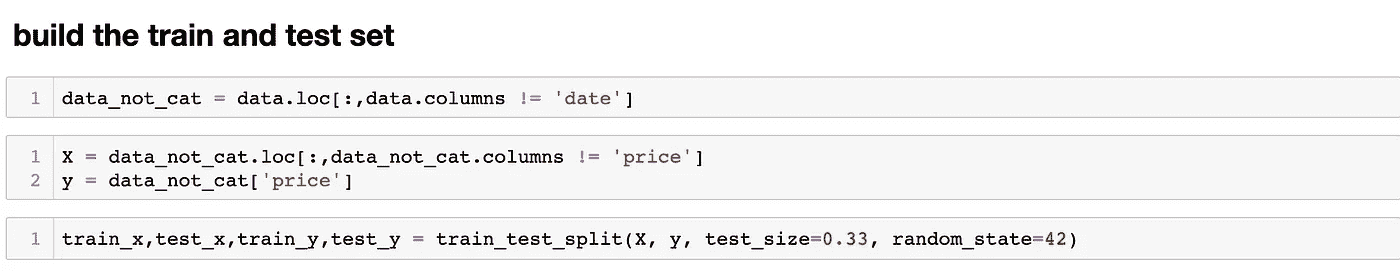 build the train and test set
1 data_not_cat = data.loc[:,data.columns != 'date']
1 X = data_not_cat.loc[:,data_not_cat.columns != 'price']
2 y = data_not_cat['price']
1 train_x,test_x,train_y,test_y = train_test_split(X, y, test_size=0.33, random_state=42)